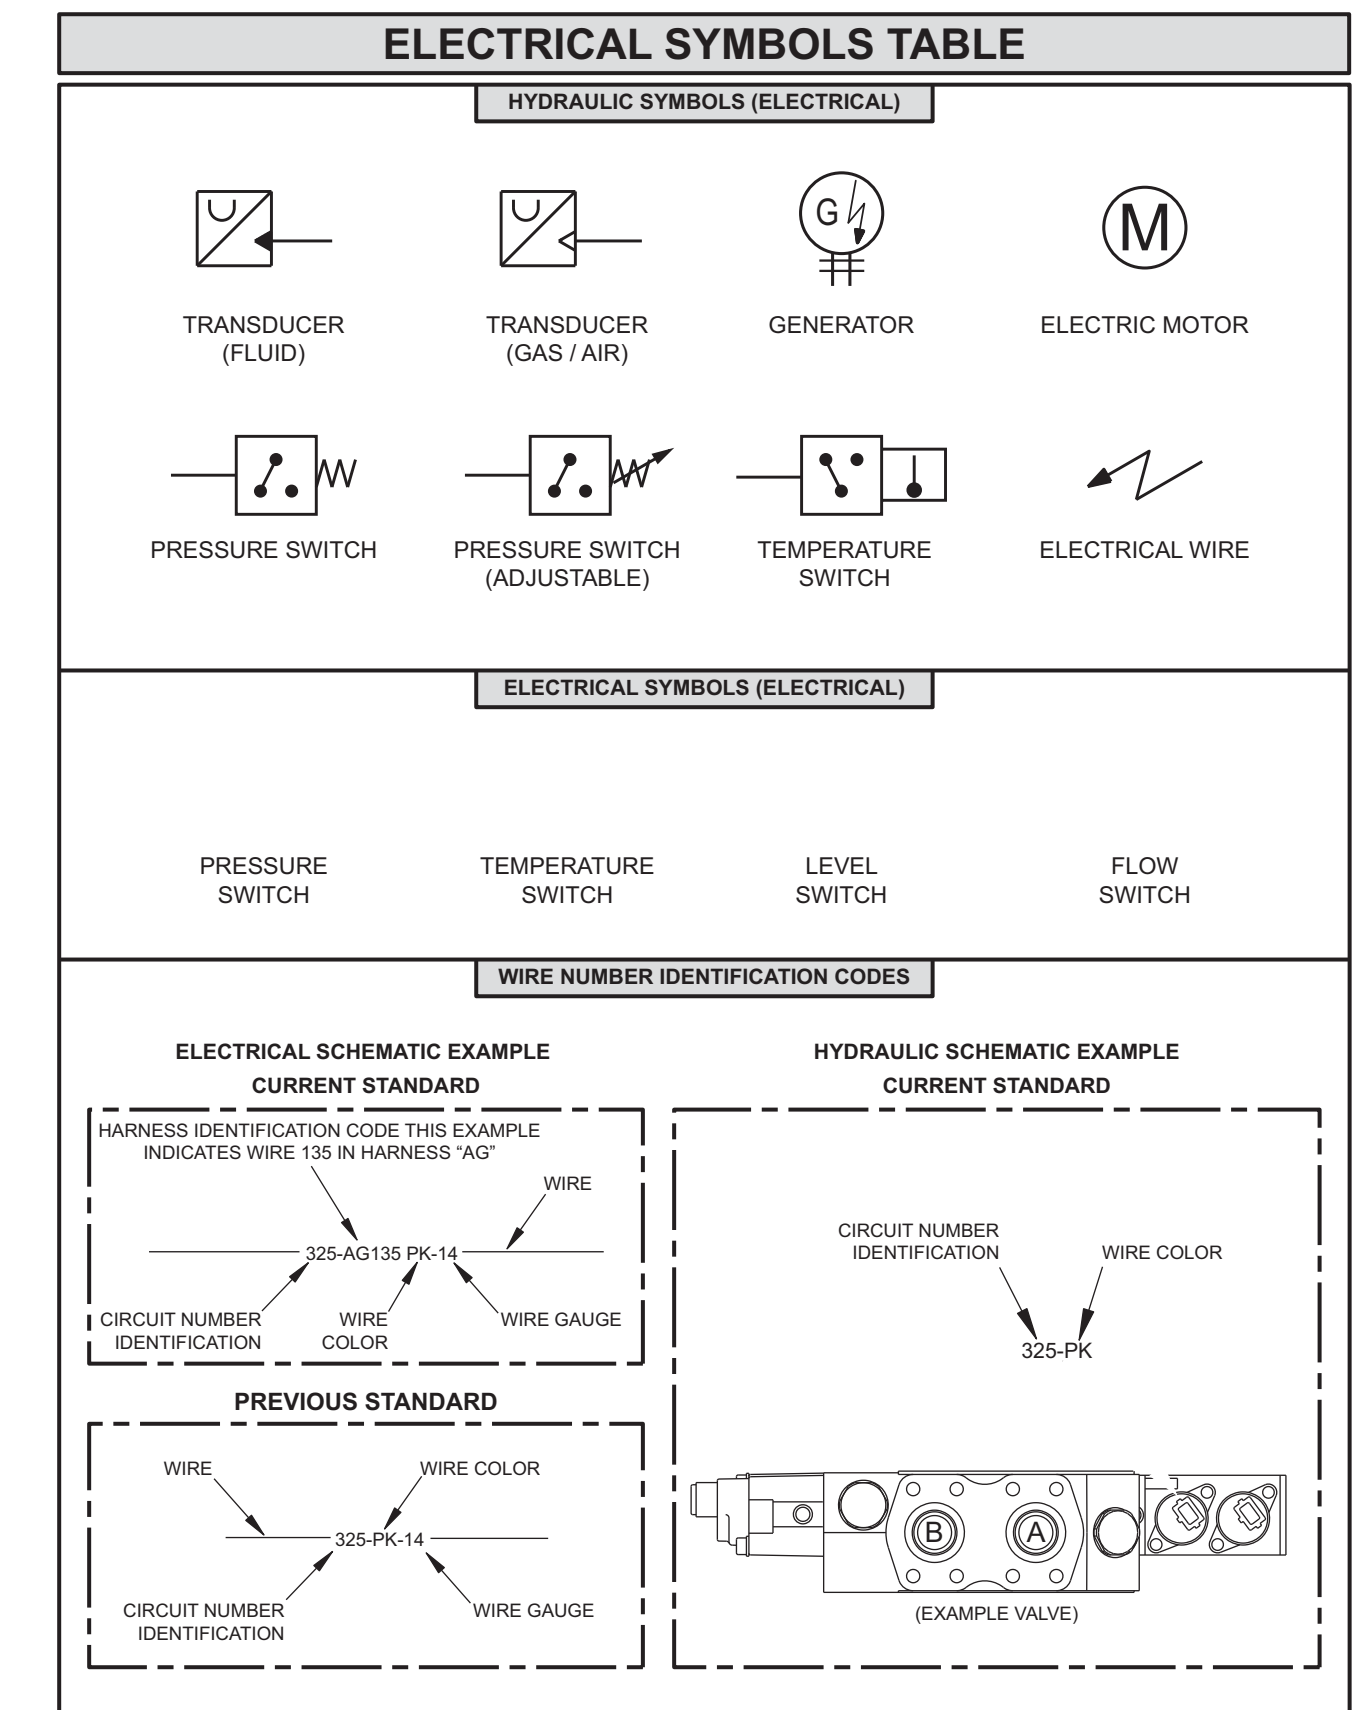 ELECTRICAL SYMBOLS TABLE
HYDRAULIC SYMBOLS (ELECTRICAL)
G
M
TRANSDUCER
(FLUID)
TRANSDUCER
(GAS / AIR)
GENERATOR
ELECTRIC MOTOR
PRESSURE SWITCH
PRESSURE SWITCH
(ADJUSTABLE)
TEMPERATURE
SWITCH
ELECTRICAL WIRE
ELECTRICAL SYMBOLS (ELECTRICAL)
PRESSURE
SWITCH
TEMPERATURE
SWITCH
LEVEL
SWITCH
FLOW
SWITCH
WIRE NUMBER IDENTIFICATION CODES
ELECTRICAL SCHEMATIC EXAMPLE
CURRENT STANDARD
HARNESS IDENTIFICATION CODE THIS EXAMPLE
INDICATES WIRE 135 IN HARNESS “AG”
WIRE
325-AG135 PK-14
CIRCUIT NUMBER
IDENTIFICATION
WIRE
COLOR
WIRE GAUGE
PREVIOUS STANDARD
WIRE
WIRE COLOR
325-PK-14
CIRCUIT NUMBER
IDENTIFICATION
WIRE GAUGE
HYDRAULIC SCHEMATIC EXAMPLE
CURRENT STANDARD
CIRCUIT NUMBER
IDENTIFICATION
WIRE COLOR
325-PK
B
A
(EXAMPLE VALVE)